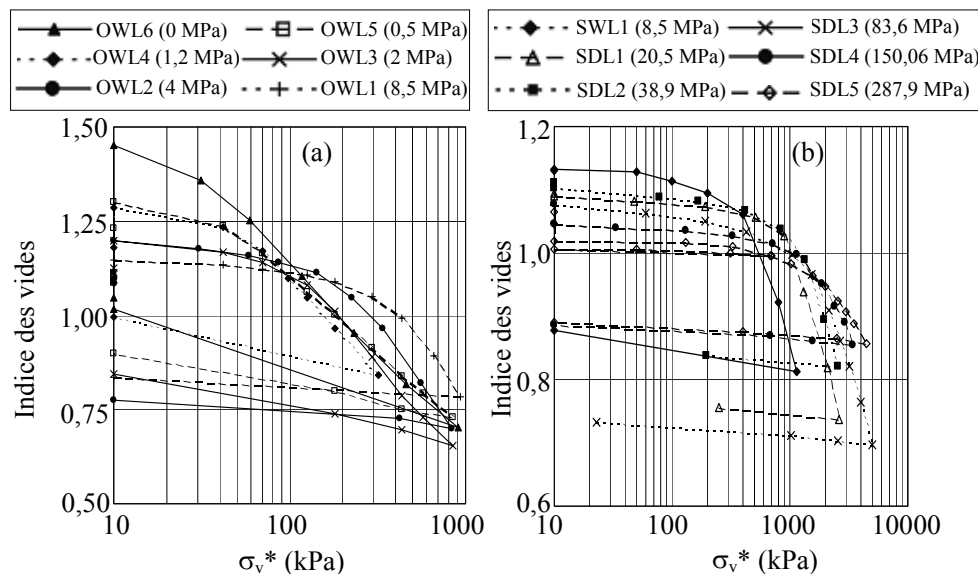 OWL6 (0 MPa) OWL5 (0,5 MPa)
OWL4 (1,2 MPa) OWL3 (2 MPa)
OWL2 (4 MPa) OWL1 (8,5 MPa)
SWL1 (8,5 MPa) SDL3 (83,6 MPa)
SDL1 (20,5 MPa) SDL4 (150,06 MPa)
SDL2 (38,9 MPa) SDL5 (287,9 MPa)
(a)
1,50
1,25
1,00
0,75
0,50
Indice des vides
10 100 1000
σv* (kPa)
(b)
1,2
1,0
0,8
0,6
Indice des vides
10 100 1000 10000
σv* (kPa)